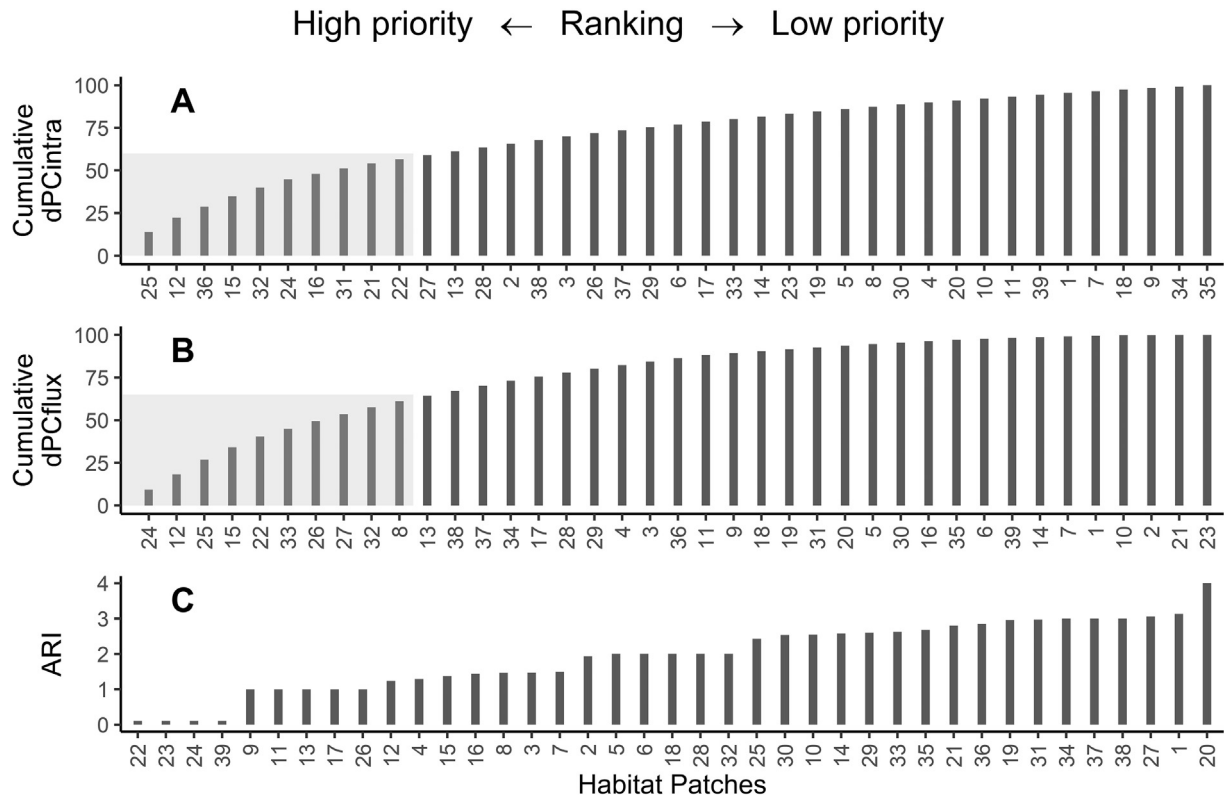 High priority ← Ranking → Low priority
A
Cumulative
dPCintra
100
75
50
25
0
25 12 36 15 32 24 16 31 21 22 27 13 28 2 38 3 26 37 29 6 17 33 14 23 19 5 8 30 4 20 10 11 39 1 7 18 9 34 35
B
Cumulative
dPCflux
100
75
50
25
0
24 12 25 15 22 33 26 27 32 8 13 38 37 34 17 28 29 4 3 36 11 9 18 19 31 20 5 30 16 35 6 39 14 7 1 10 2 21 23
C
ARI
4
3
2
1
0
22 23 24 39 9 11 13 17 26 12 4 15 16 8 3 7 2 5 6 18 28 32 25 30 10 14 29 33 35 21 36 19 31 34 37 38 27 1 20
Habitat Patches